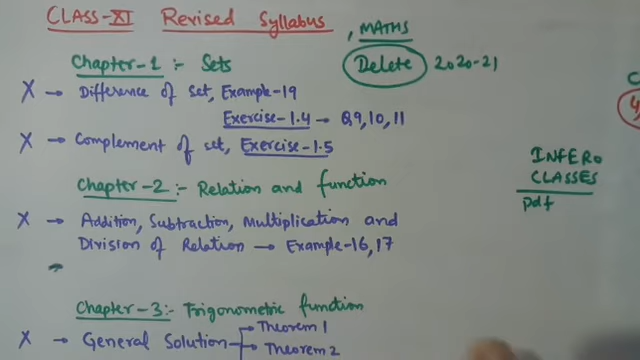 CLASS-XI Revised Syllabus
, MATHS
Chapter-1 :- Sets
Delete 2020-21
X → Difference of Set, Example-19
Exercise-1.4 → Q9,10,11
X → Complement of set, Exercise-1.5
INFERO
CLASSES
pdf
Chapter-2 :- Relation and function
X → Addition, Subtraction, Multiplication and
Division of Relation → Example-16,17
Chapter-3:- Trigonometric function
X → General Solution → Theorem 1
→ Theorem 2